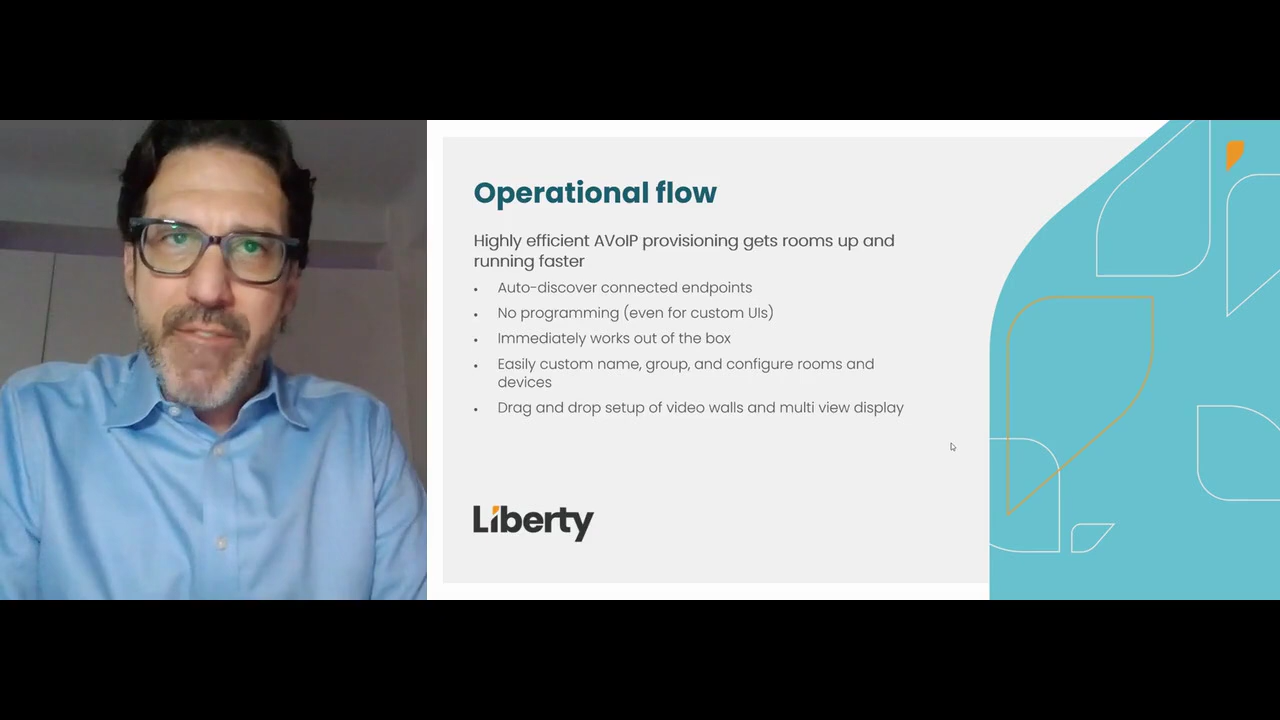 Operational flow
Highly efficient AVoIP provisioning gets rooms up and
running faster
• Auto-discover connected endpoints
• No programming (even for custom UIs)
• Immediately works out of the box
• Easily custom name, group, and configure rooms and
devices
• Drag and drop setup of video walls and multi view display
Liberty